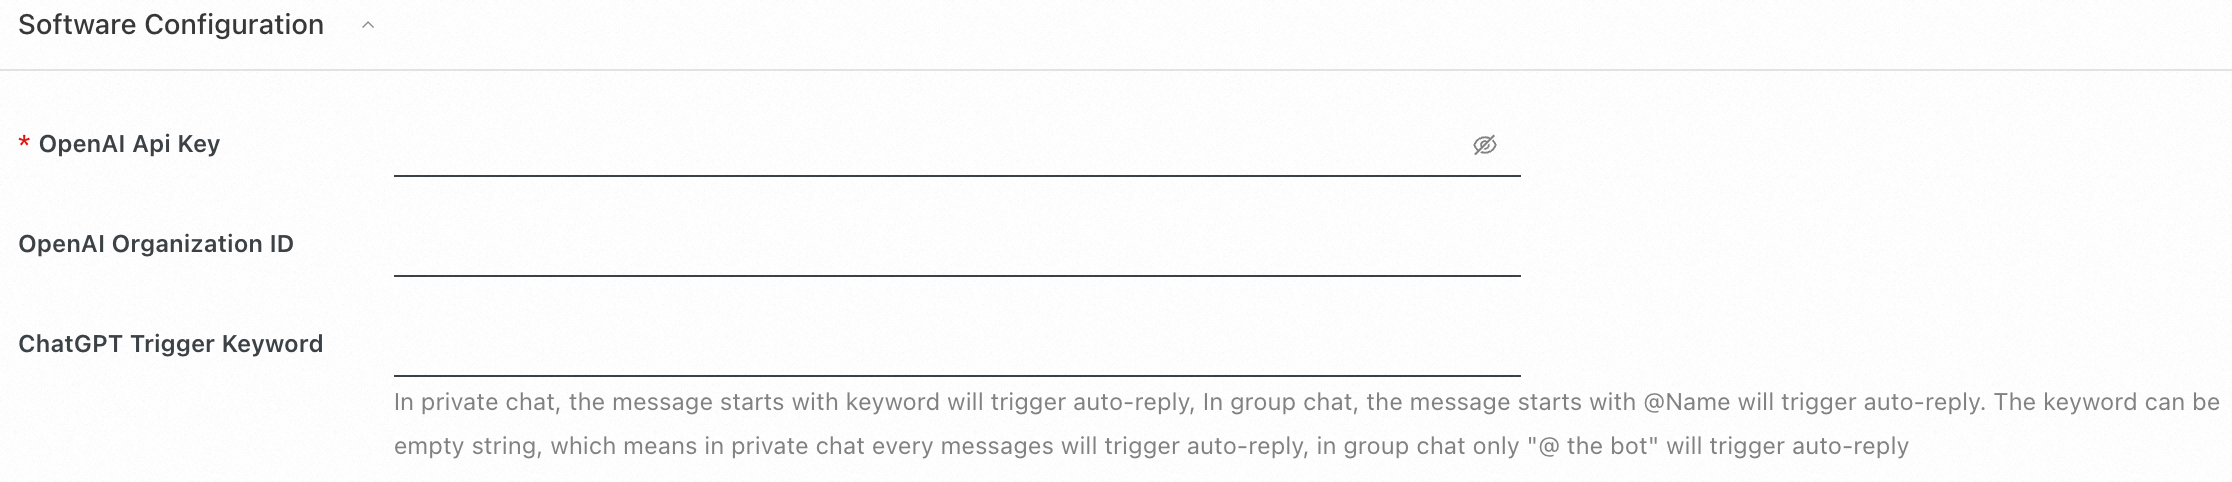 Software Configuration
* OpenAI Api Key
OpenAI Organization ID
ChatGPT Trigger Keyword
In private chat, the message starts with keyword will trigger auto-reply, In group chat, the message starts with @Name will trigger auto-reply. The keyword can be
empty string, which means in private chat every messages will trigger auto-reply, in group chat only "@ the bot" will trigger auto-reply